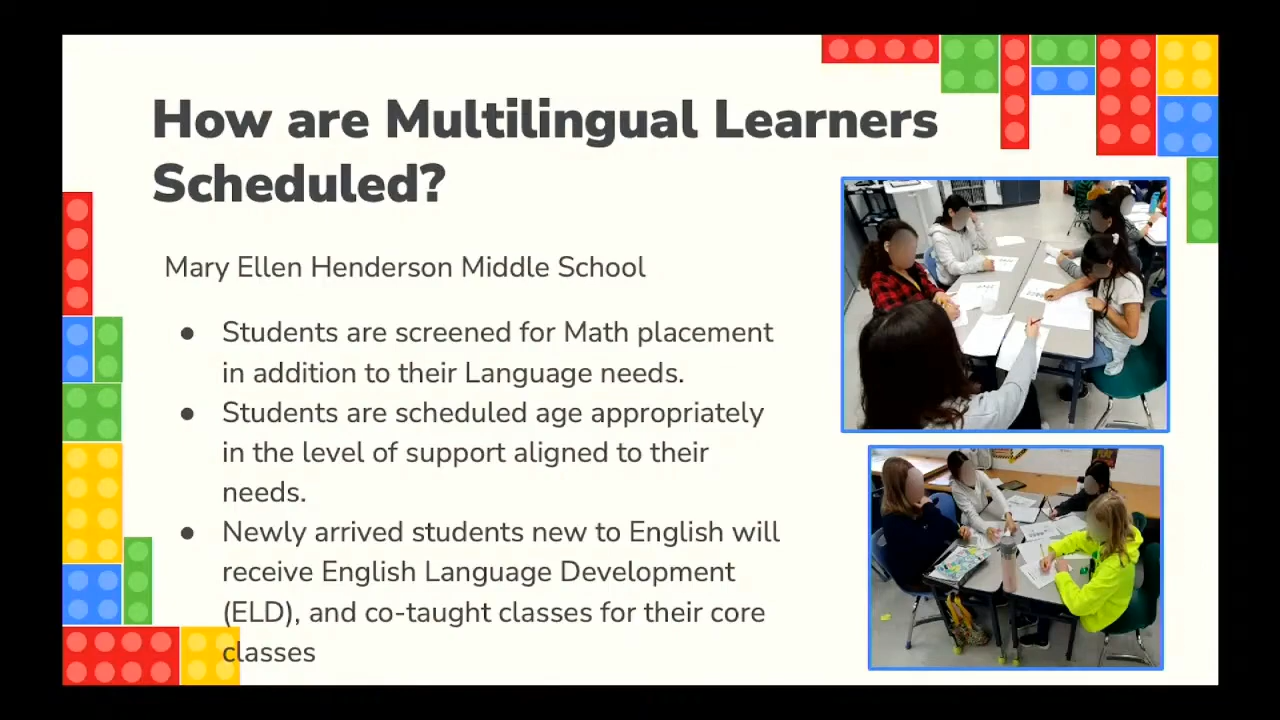 How are Multilingual Learners
Scheduled?
Mary Ellen Henderson Middle School
● Students are screened for Math placement
in addition to their Language needs.
● Students are scheduled age appropriately
in the level of support aligned to their
needs.
● Newly arrived students new to English will
receive English Language Development
(ELD), and co-taught classes for their core
classes